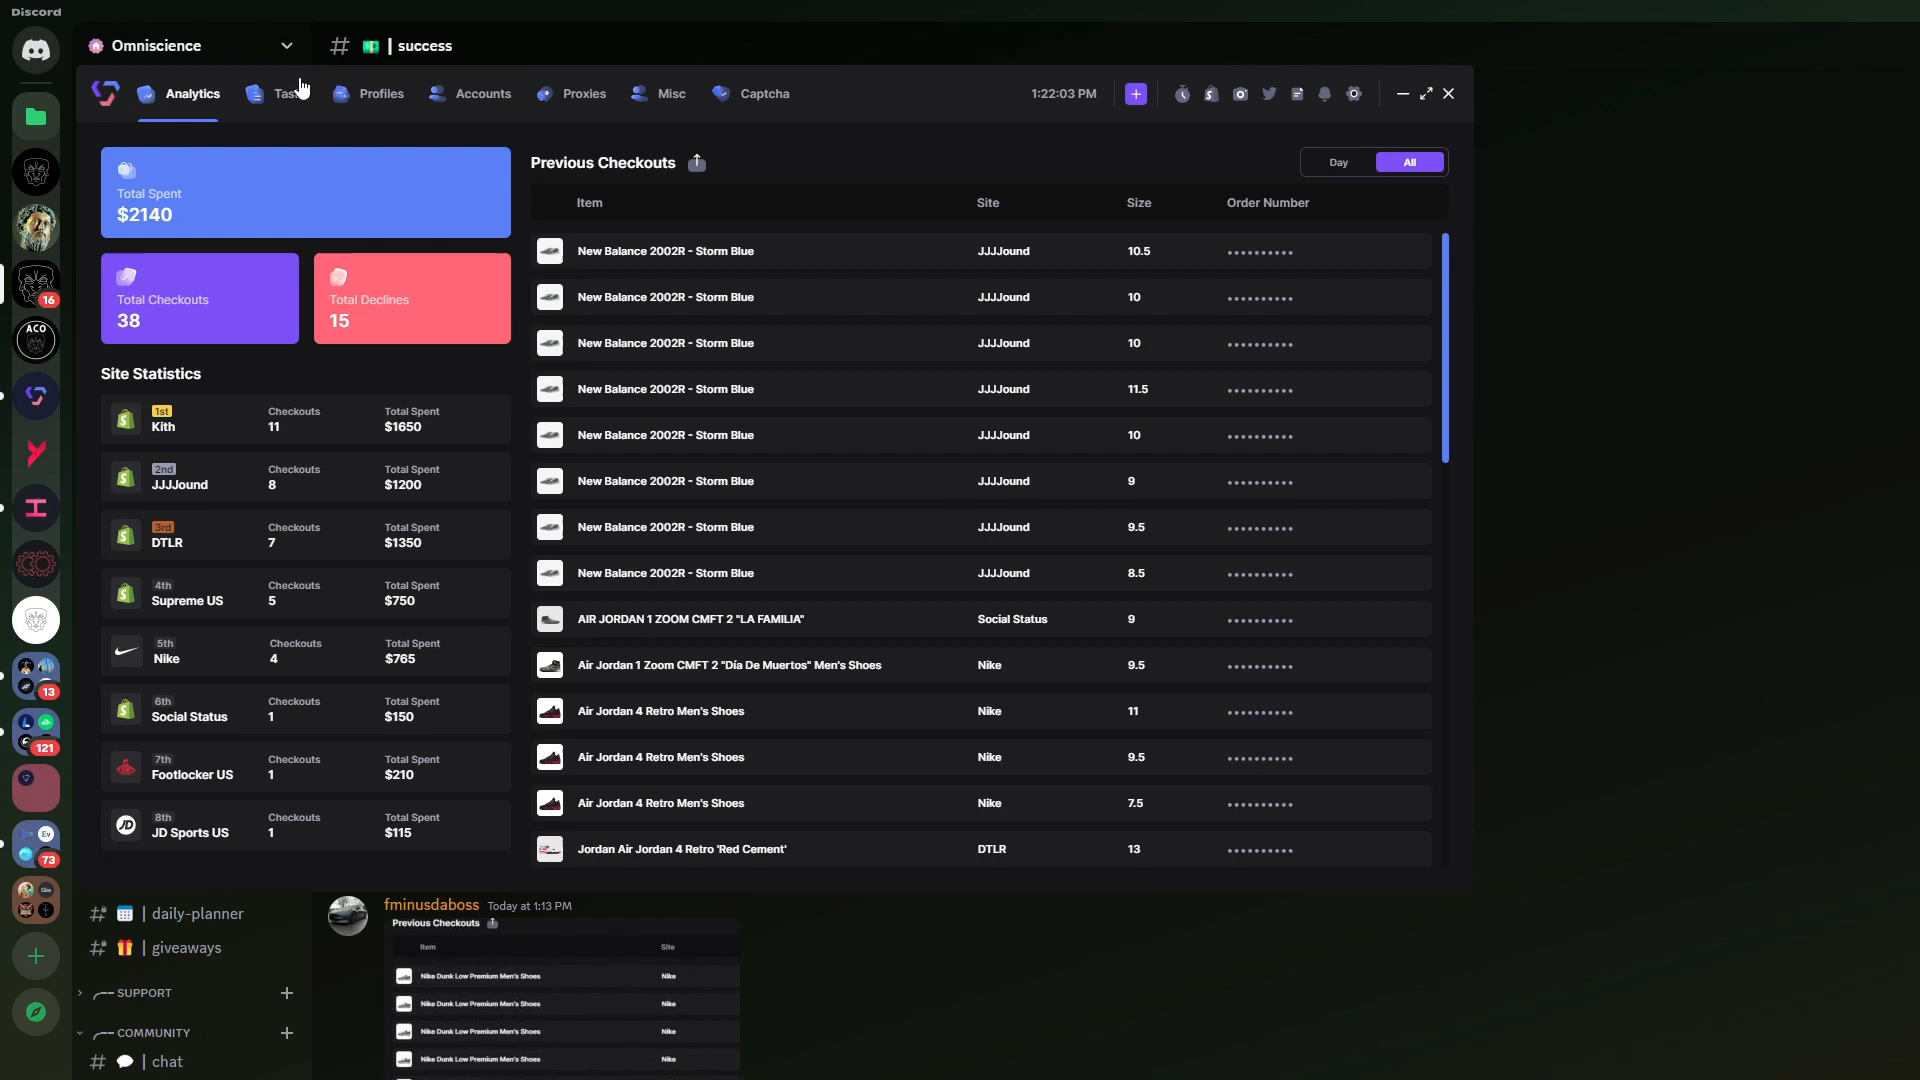 Discord
Omniscience
# | success
Analytics
Tas
Profiles
Accounts
Proxies
Misc
Captcha
1:22:03 PM
Total Spent
$2140
Total Checkouts
38
Total Declines
15
Site Statistics
1st
Kith
Checkouts
11
Total Spent
$1650
2nd
JJJJound
Checkouts
8
Total Spent
$1200
3rd
DTLR
Checkouts
7
Total Spent
$1350
4th
Supreme US
Checkouts
5
Total Spent
$750
5th
Nike
Checkouts
4
Total Spent
$765
6th
Social Status
Checkouts
1
Total Spent
$150
7th
Footlocker US
Checkouts
1
Total Spent
$210
8th
JD Sports US
Checkouts
1
Total Spent
$115
Previous Checkouts
Day
All
Item Site Size Order Number
New Balance 2002R - Storm Blue JJJJound 10.5 ••••••••••
New Balance 2002R - Storm Blue JJJJound 10 ••••••••••
New Balance 2002R - Storm Blue JJJJound 10 ••••••••••
New Balance 2002R - Storm Blue JJJJound 11.5 ••••••••••
New Balance 2002R - Storm Blue JJJJound 10 ••••••••••
New Balance 2002R - Storm Blue JJJJound 9 ••••••••••
New Balance 2002R - Storm Blue JJJJound 9.5 ••••••••••
New Balance 2002R - Storm Blue JJJJound 8.5 ••••••••••
AIR JORDAN 1 ZOOM CMFT 2 "LA FAMILIA" Social Status 9 ••••••••••
Air Jordan 1 Zoom CMFT 2 "Día De Muertos" Men's Shoes Nike 9.5 ••••••••••
Air Jordan 4 Retro Men's Shoes Nike 11 ••••••••••
Air Jordan 4 Retro Men's Shoes Nike 9.5 ••••••••••
Air Jordan 4 Retro Men's Shoes Nike 7.5 ••••••••••
Jordan Air Jordan 4 Retro 'Red Cement' DTLR 13 ••••••••••
16
ACO
13
121
73
# | daily-planner
# | giveaways
SUPPORT
COMMUNITY
# | chat
fminusdaboss Today at 1:13 PM
Previous Checkouts
Item Site
Nike Dunk Low Premium Men's Shoes Nike
Nike Dunk Low Premium Men's Shoes Nike
Nike Dunk Low Premium Men's Shoes Nike
Nike Dunk Low Premium Men's Shoes Nike